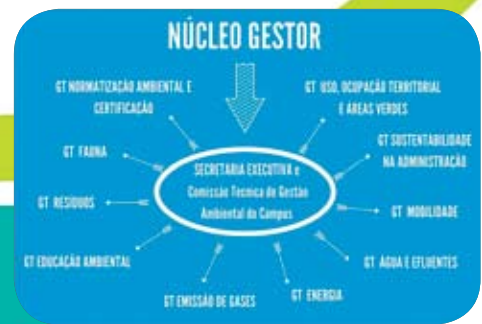 NÚCLEO GESTOR
GT NORMATIZAÇÃO AMBIENTAL E
CERTIFICAÇÃO
GT USO, OCUPAÇÃO TERRITORIAL
E AREAS VERDES
GT FAUNA
GT SUSTENTABILIDADE
NA ADMINISTRAÇÃO
SECRETARIA EXECUTIVA e
Comissão Tecnica de Gestão
Ambiental do Campus
GT RESÍDUOS
GT MOBILIDADE
GT EDUCAÇÃO AMBIENTAL
GT AGUA E EFLUENTES
GT EMISSÃO DE GASES
GT ENERGIA